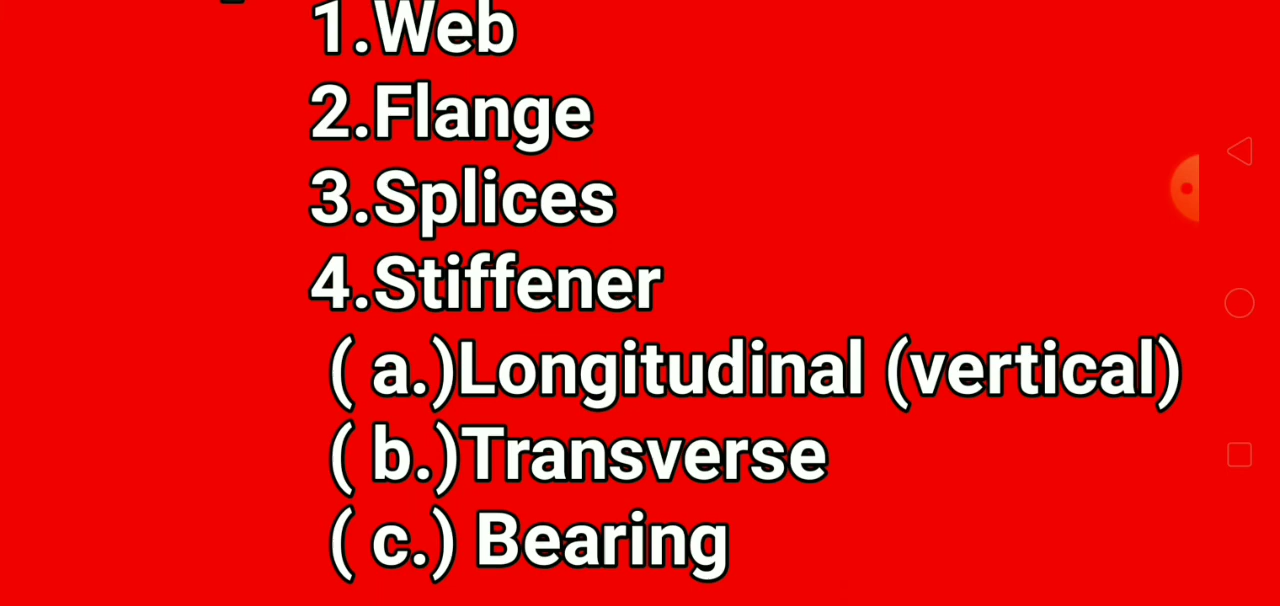 1.Web
2.Flange
3.Splices
4.Stiffener
( a.)Longitudinal (vertical)
( b.)Transverse
( c.) Bearing